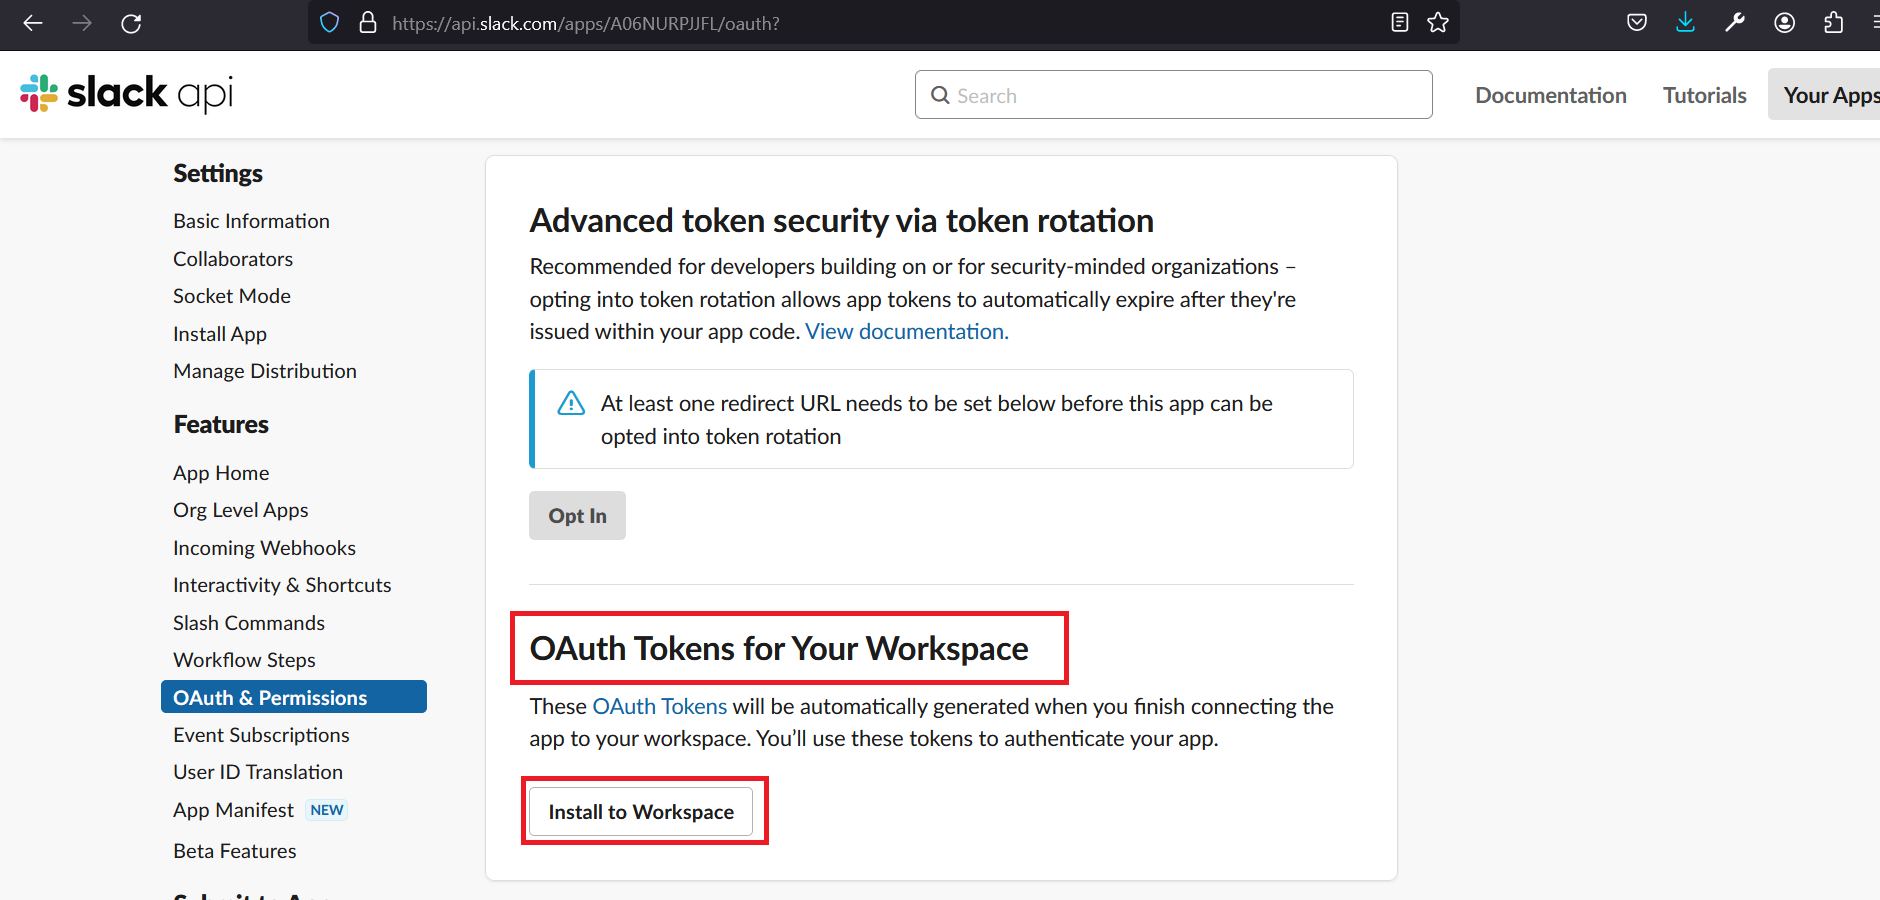 https://api.slack.com/apps/A06NURPJJFL/oauth?
slack api
Search
Documentation
Tutorials
Your Apps
Settings
Basic Information
Collaborators
Socket Mode
Install App
Manage Distribution
Features
App Home
Org Level Apps
Incoming Webhooks
Interactivity & Shortcuts
Slash Commands
Workflow Steps
OAuth & Permissions
Event Subscriptions
User ID Translation
App Manifest NEW
Beta Features
Advanced token security via token rotation
Recommended for developers building on or for security-minded organizations –
opting into token rotation allows app tokens to automatically expire after they're
issued within your app code. View documentation.
At least one redirect URL needs to be set below before this app can be
opted into token rotation
Opt In
OAuth Tokens for Your Workspace
These OAuth Tokens will be automatically generated when you finish connecting the
app to your workspace. You’ll use these tokens to authenticate your app.
Install to Workspace